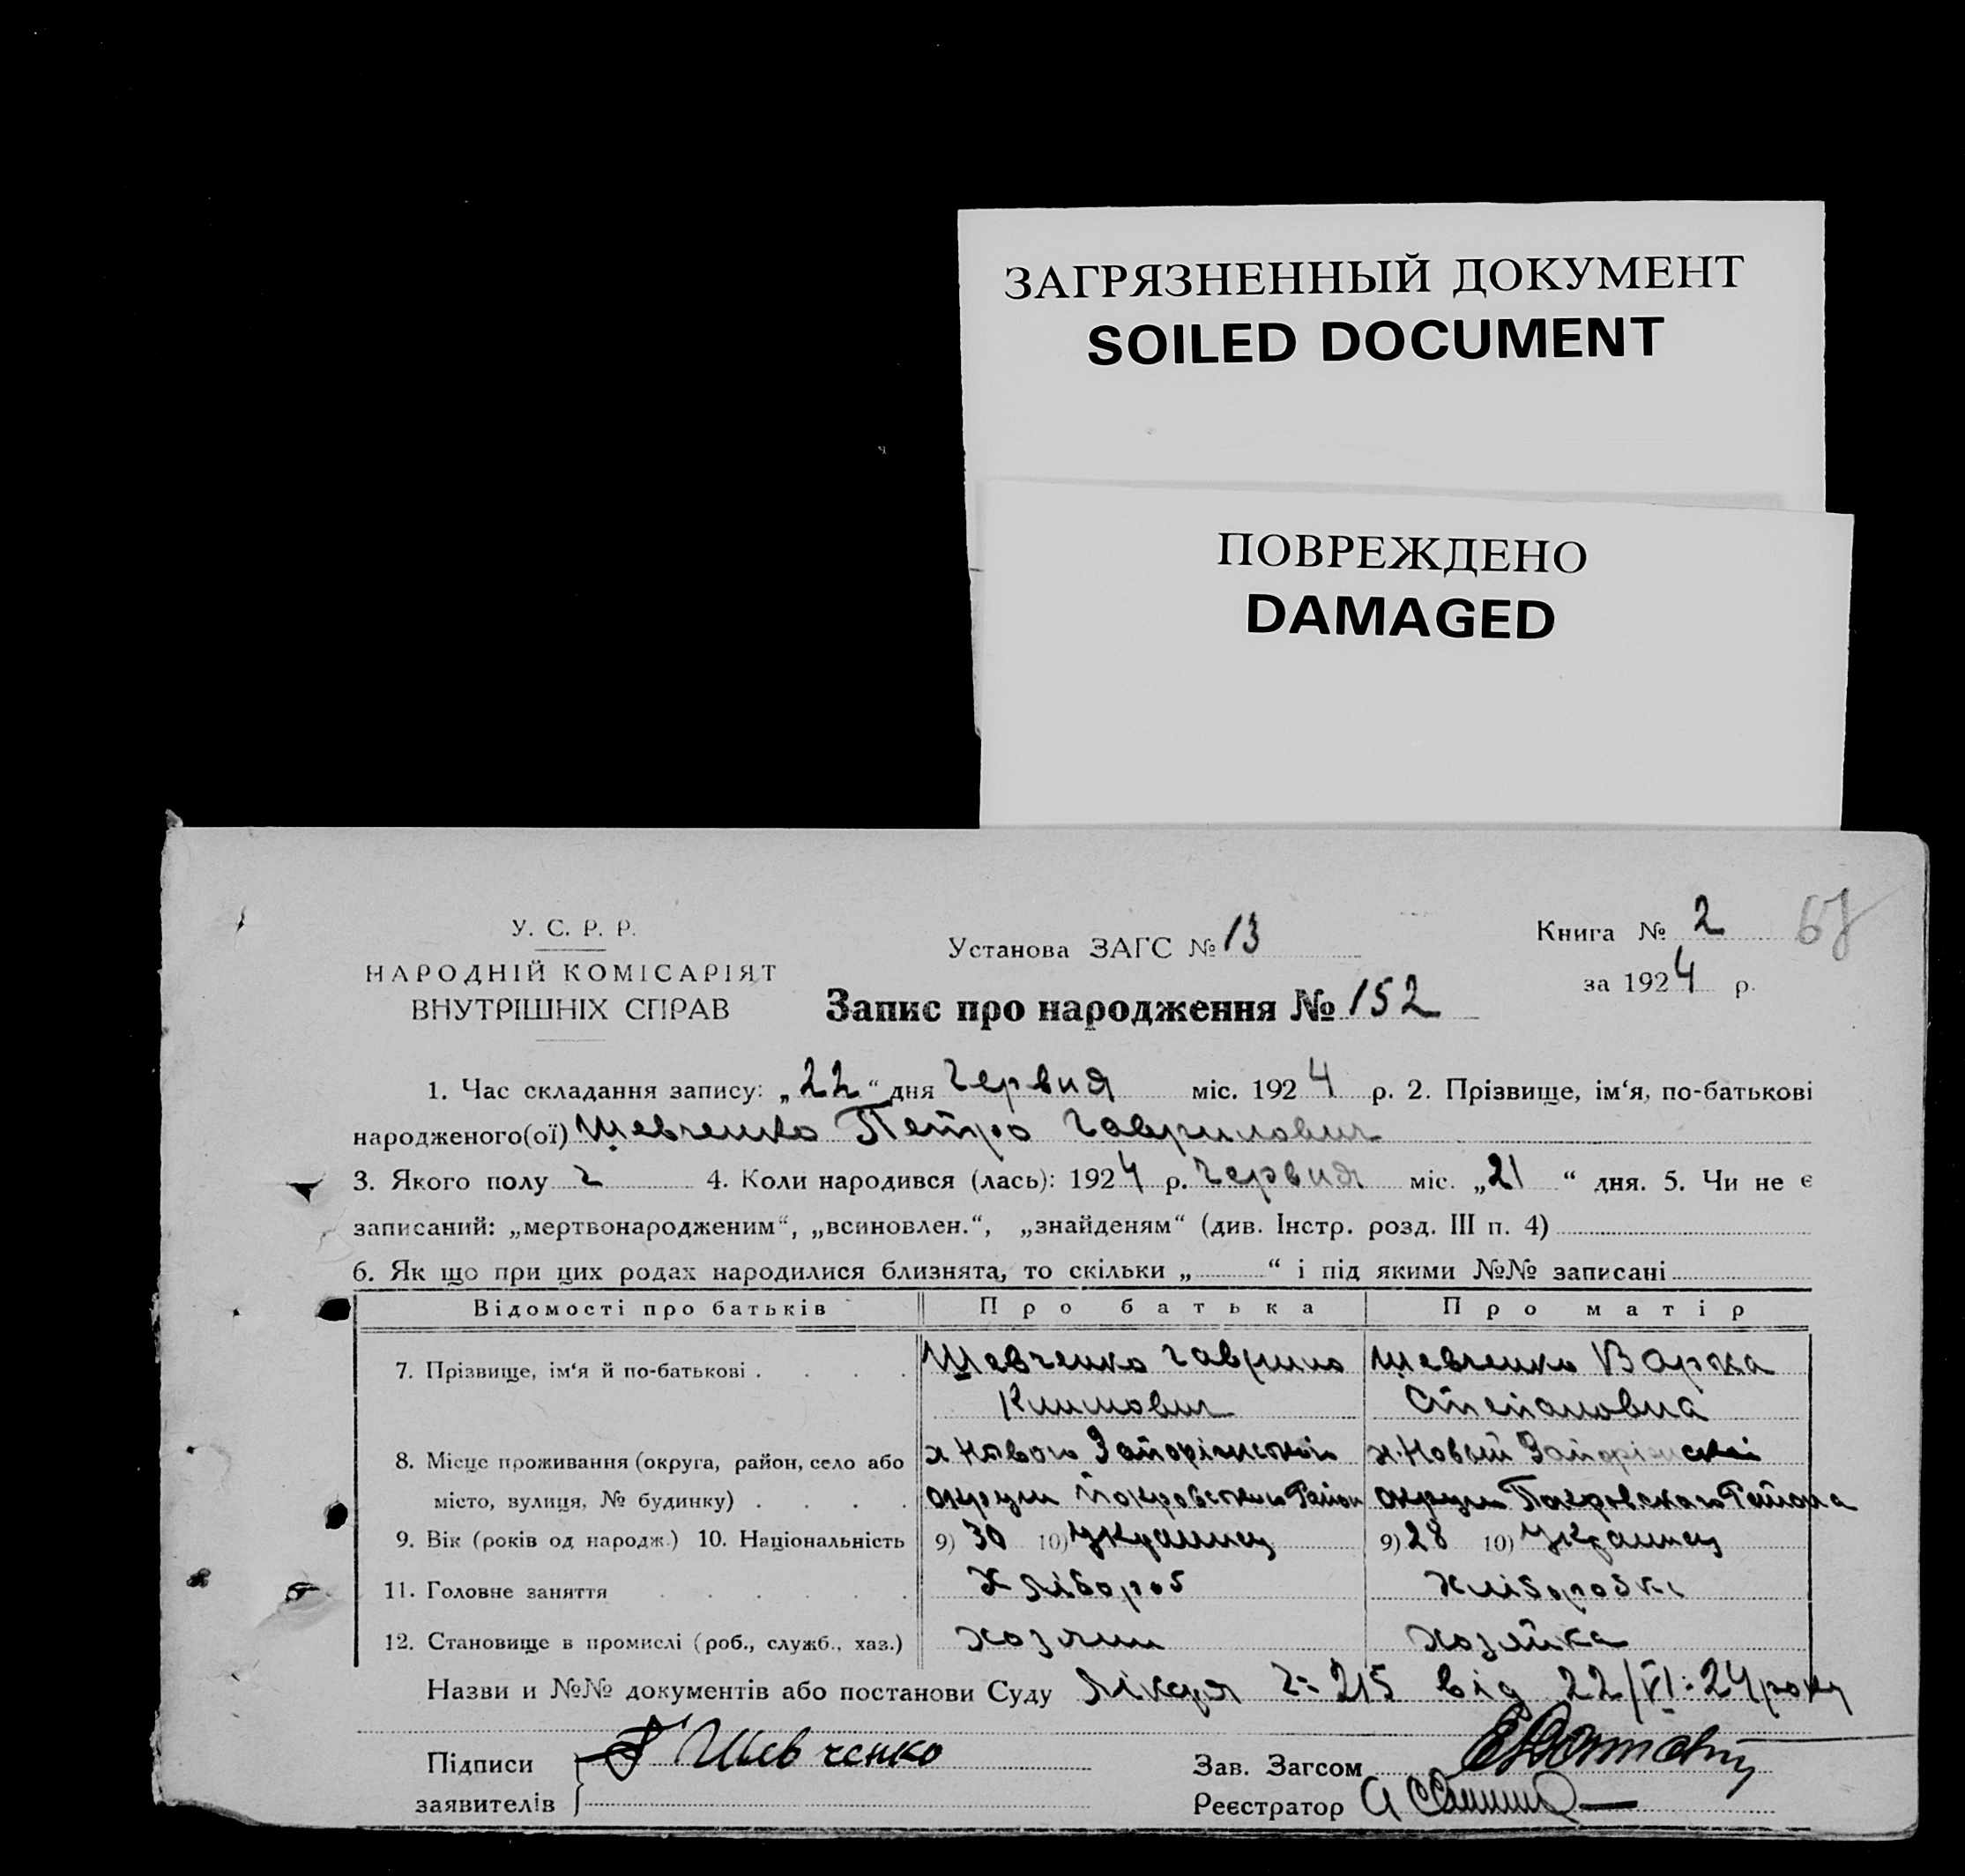 ЗАГРЯЗНЕННЫЙ ДОКУМЕНТ
SOILED DOCUMENT
ПОВРЕЖДЕНО
DAMAGED
У. С. Р. Р.
НАРОДНІЙ КОМІСАРІЯТ
ВНУТРІШНІХ СПРАВ
Установа ЗАГС № 13
Книга № 2
за 1924 р.
Запис про народження № 152
1. Час складання запису: „22“ дня Червня міс. 1924 р. 2. Прізвище, ім‘я, по-батькові
народженого(ої) Шевченко Петро Гаврилович
3. Якого полу ч 4. Коли народився (лась): 1924 р. Червня міс. „21“ дня. 5. Чи не є
записаний: „мертвонародженим“, „всиновлен.“, „знайденям“ (див. Інстр. розд. III п. 4)
6. Як що при цих родах народилися близнята, то скільки „ “ і під якими №№ записані
Відомості про батьків Про батька Про матір
7. Прізвище, ім‘я й по-батькові . . . . Шевченко Гаврило Шевченко Варка
Климович Степановна
8. Місце проживання (округа, район, село або х Запоріжської х. Новый
місто, вулиця, № будинку) . . . . округи Покровського Район округи Покровского Района
9. Вік (років од народж.) 10. Національність 9) 30 10) Украинец 9) 28 10)
11. Головне заняття . . . . . Хлібороб Хліборобка
12. Становище в промислі (роб., служб., хаз.) хозяин хозяйка
Назви и №№ документів або постанови Суду Лікаря ч= 215 від 22/VI: 24 року
Підписи Шевченко
заявителів
Зав. Загсом
Реєстратор